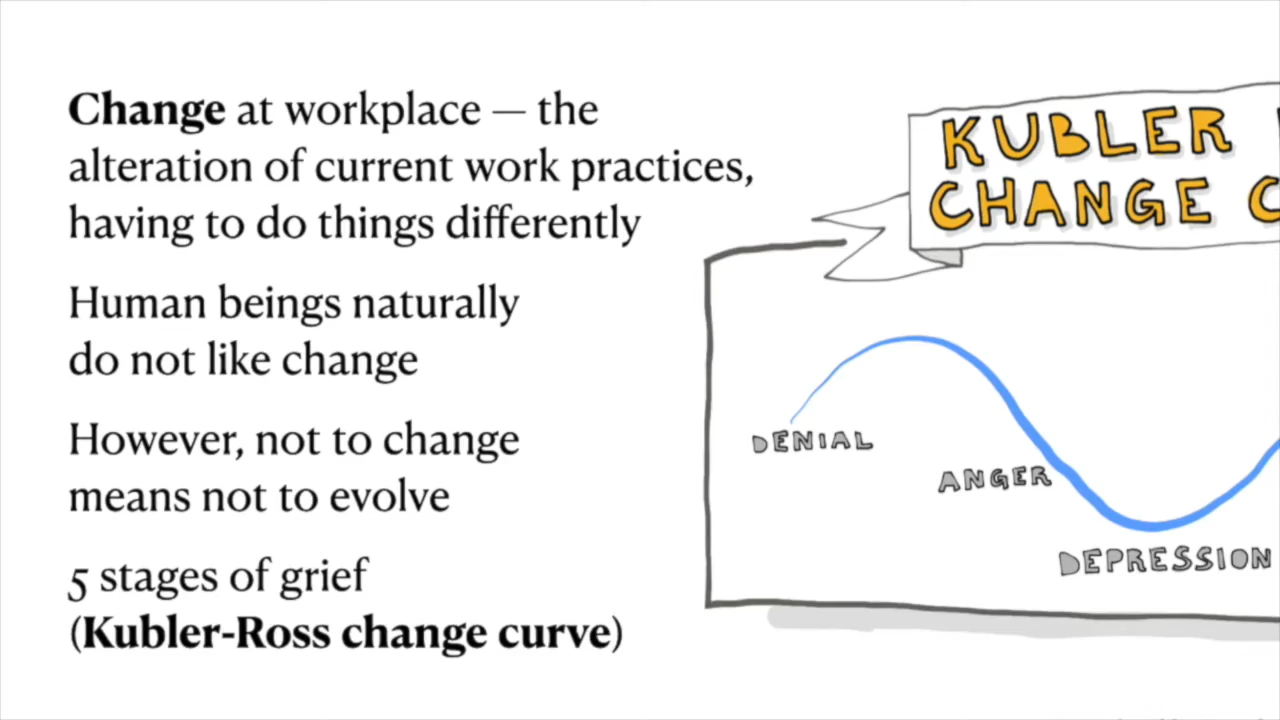 Change at workplace — the
alteration of current work practices,
having to do things differently
Human beings naturally
do not like change
However, not to change
means not to evolve
5 stages of grief
(Kubler-Ross change curve)
KUBLER
CHANGE C
DENIAL
ANGER
DEPRESSION